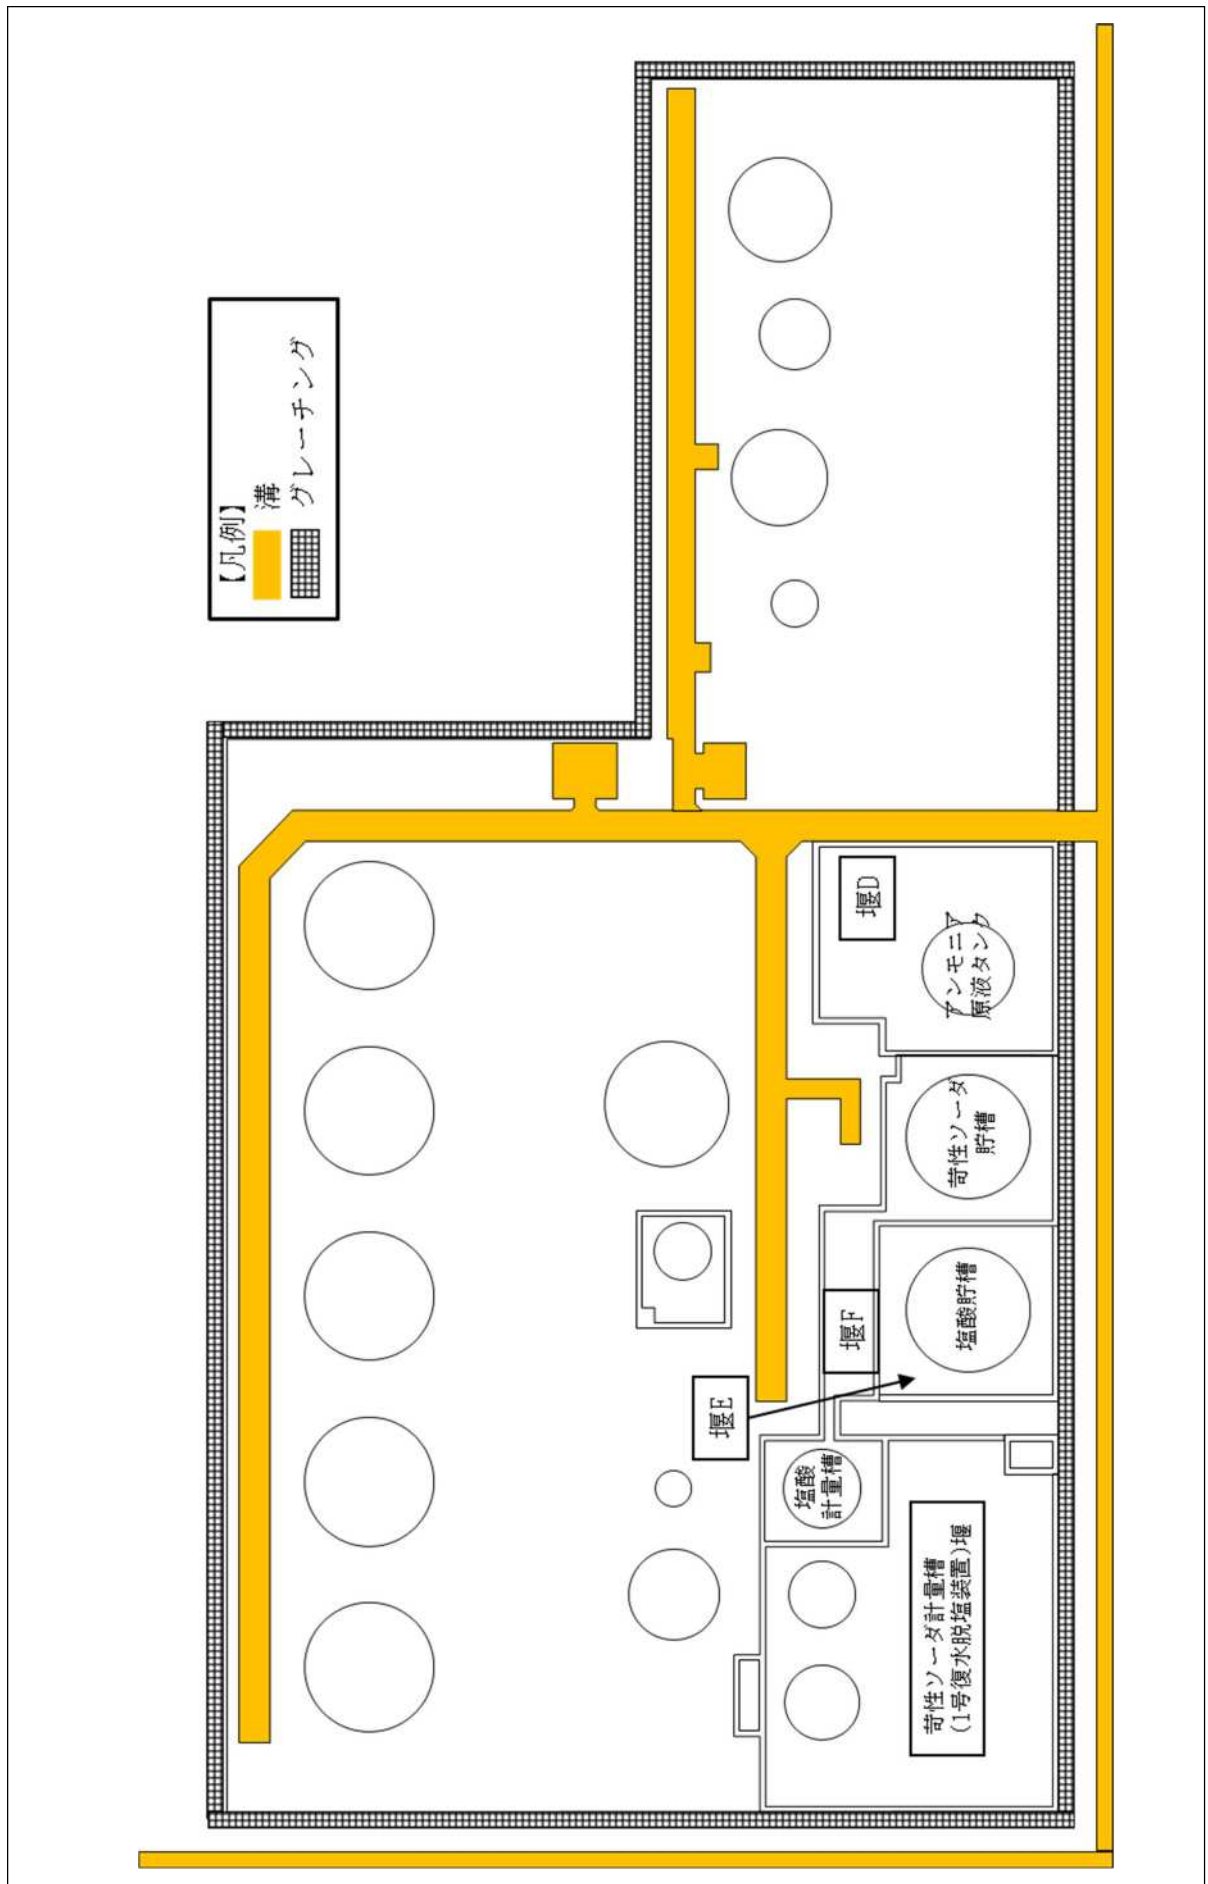 【凡例】
溝
グレーチング
堰D
アンモニア
原液タンク
苛性ソーダ
貯槽
塩酸貯槽
堰F
堰E
塩酸
計量槽
苛性ソーダ計量槽
(1号復水脱塩装置)堰